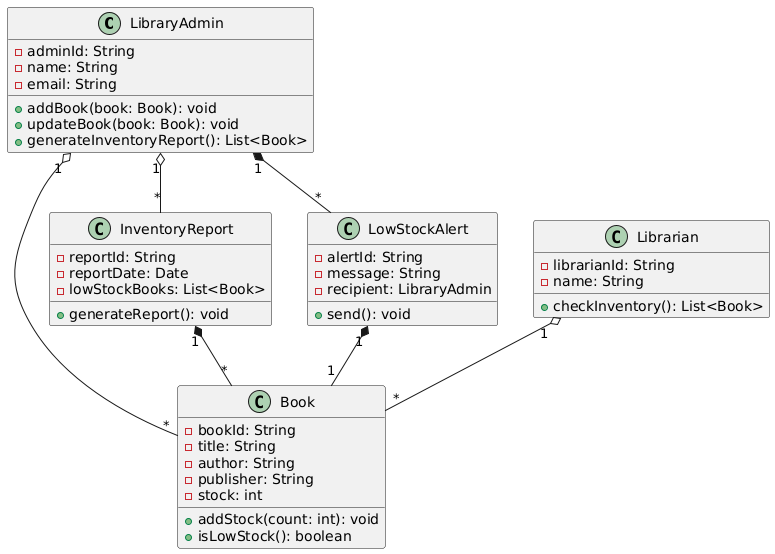 C LibraryAdmin
adminId: String
name: String
email: String
addBook(book: Book): void
updateBook(book: Book): void
generateInventoryReport(): List<Book>
1 1 1
* *
C InventoryReport
reportId: String
reportDate: Date
lowStockBooks: List<Book>
generateReport(): void
C LowStockAlert
alertId: String
message: String
recipient: LibraryAdmin
send(): void
C Librarian
librarianId: String
name: String
checkInventory(): List<Book>
1 1 1
* * 1 *
C Book
bookId: String
title: String
author: String
publisher: String
stock: int
addStock(count: int): void
isLowStock(): boolean